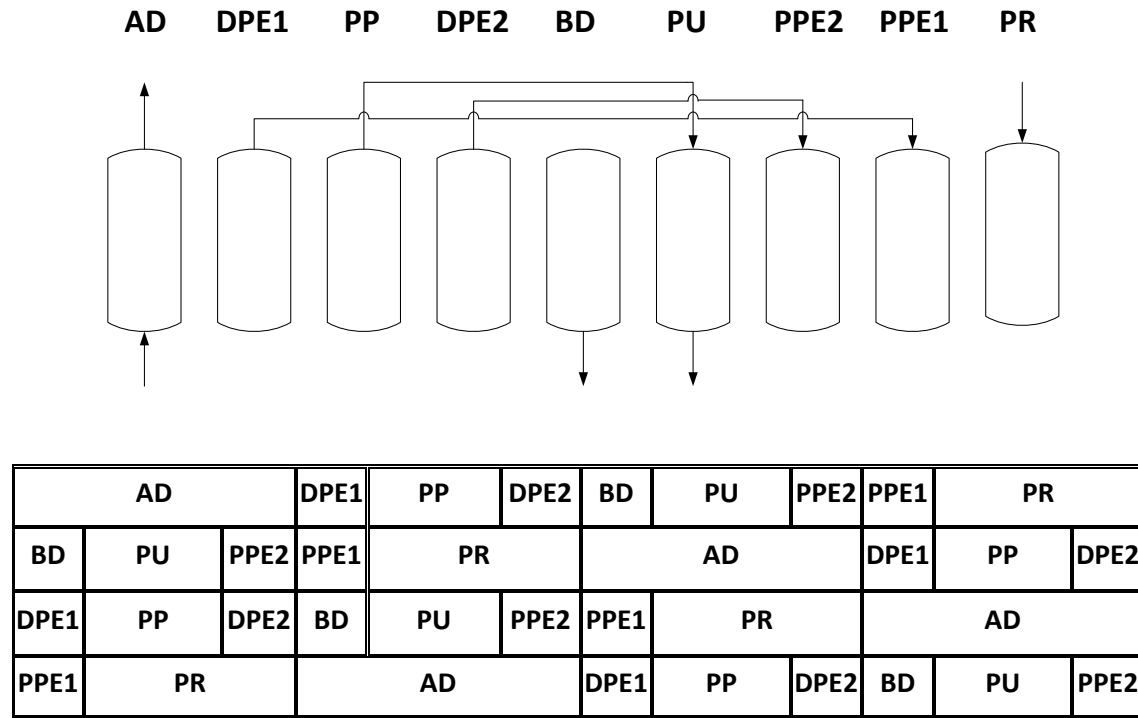 AD DPE1 PP DPE2 BD PU PPE2 PPE1 PR
AD DPE1 PP DPE2 BD PU PPE2 PPE1 PR
BD PU PPE2 PPE1 PR AD DPE1 PP DPE2
DPE1 PP DPE2 BD PU PPE2 PPE1 PR AD
PPE1 PR AD DPE1 PP DPE2 BD PU PPE2